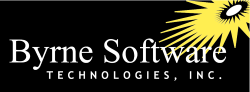 Byrne Software
TECHNOLOGIES, INC.